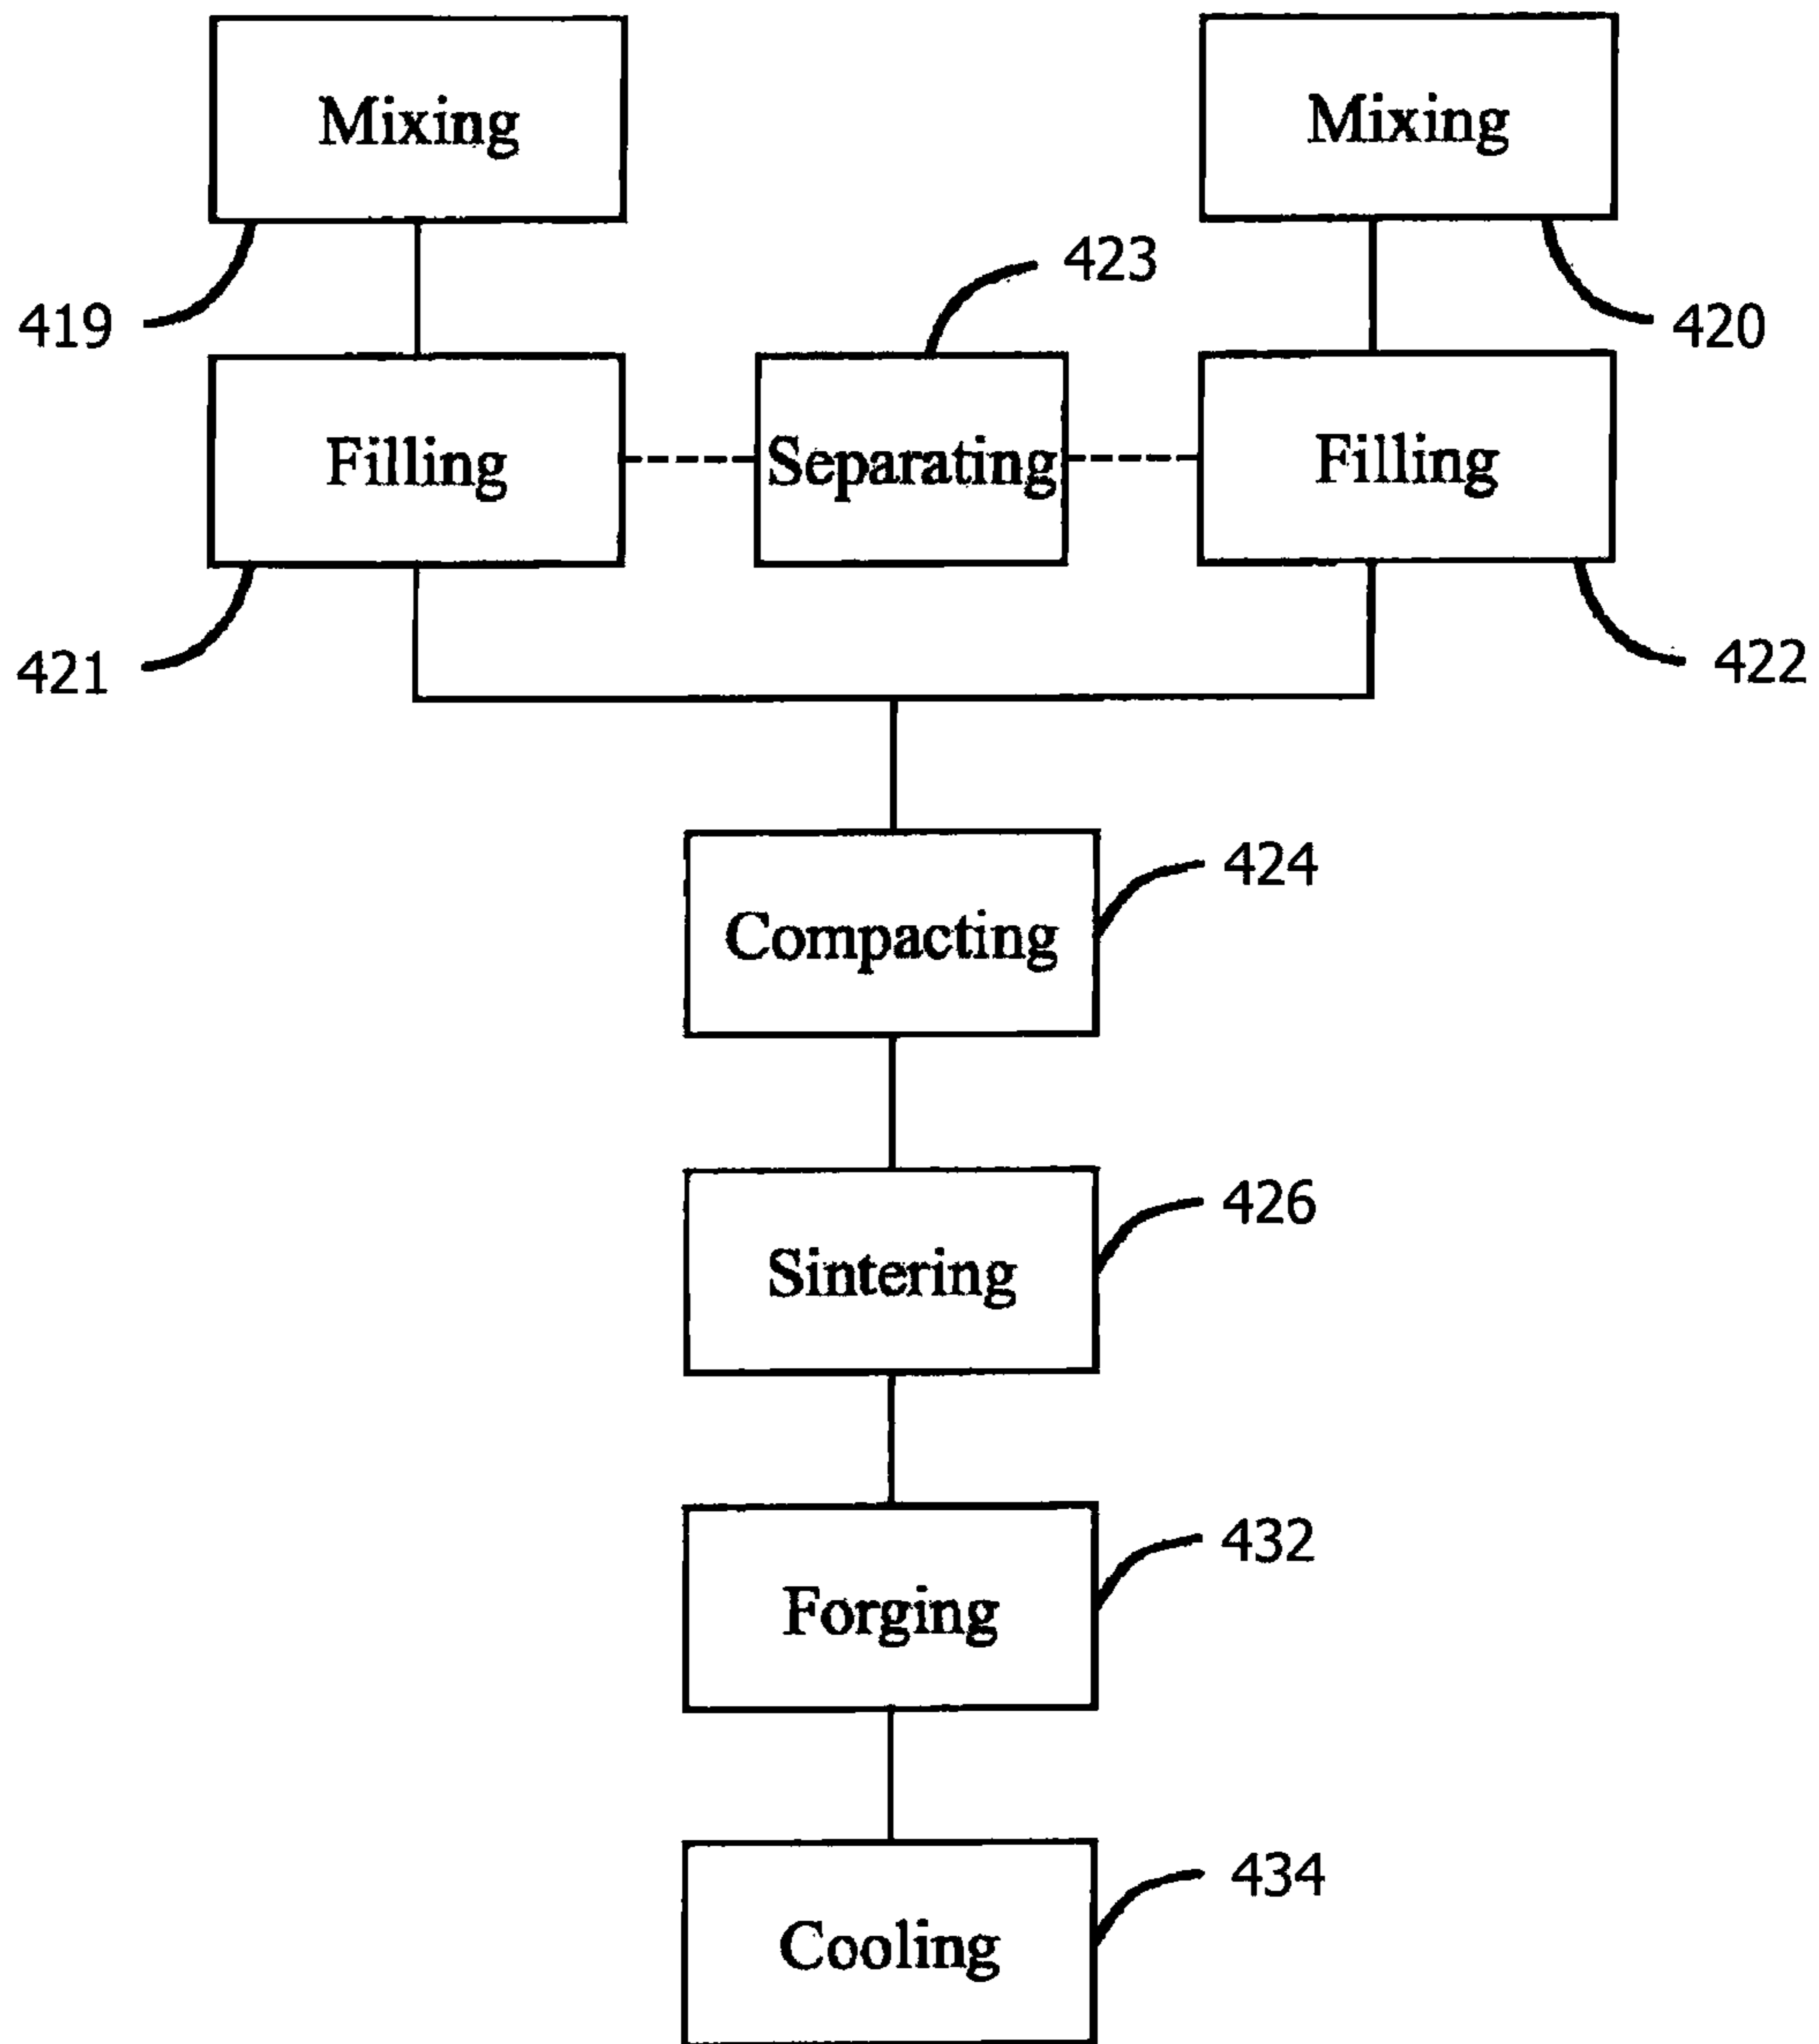 Mixing
Mixing
423
419
420
Filling
Separating
Filling
421
422
424
Compacting
426
Sintering
432
Forging
434
Cooling